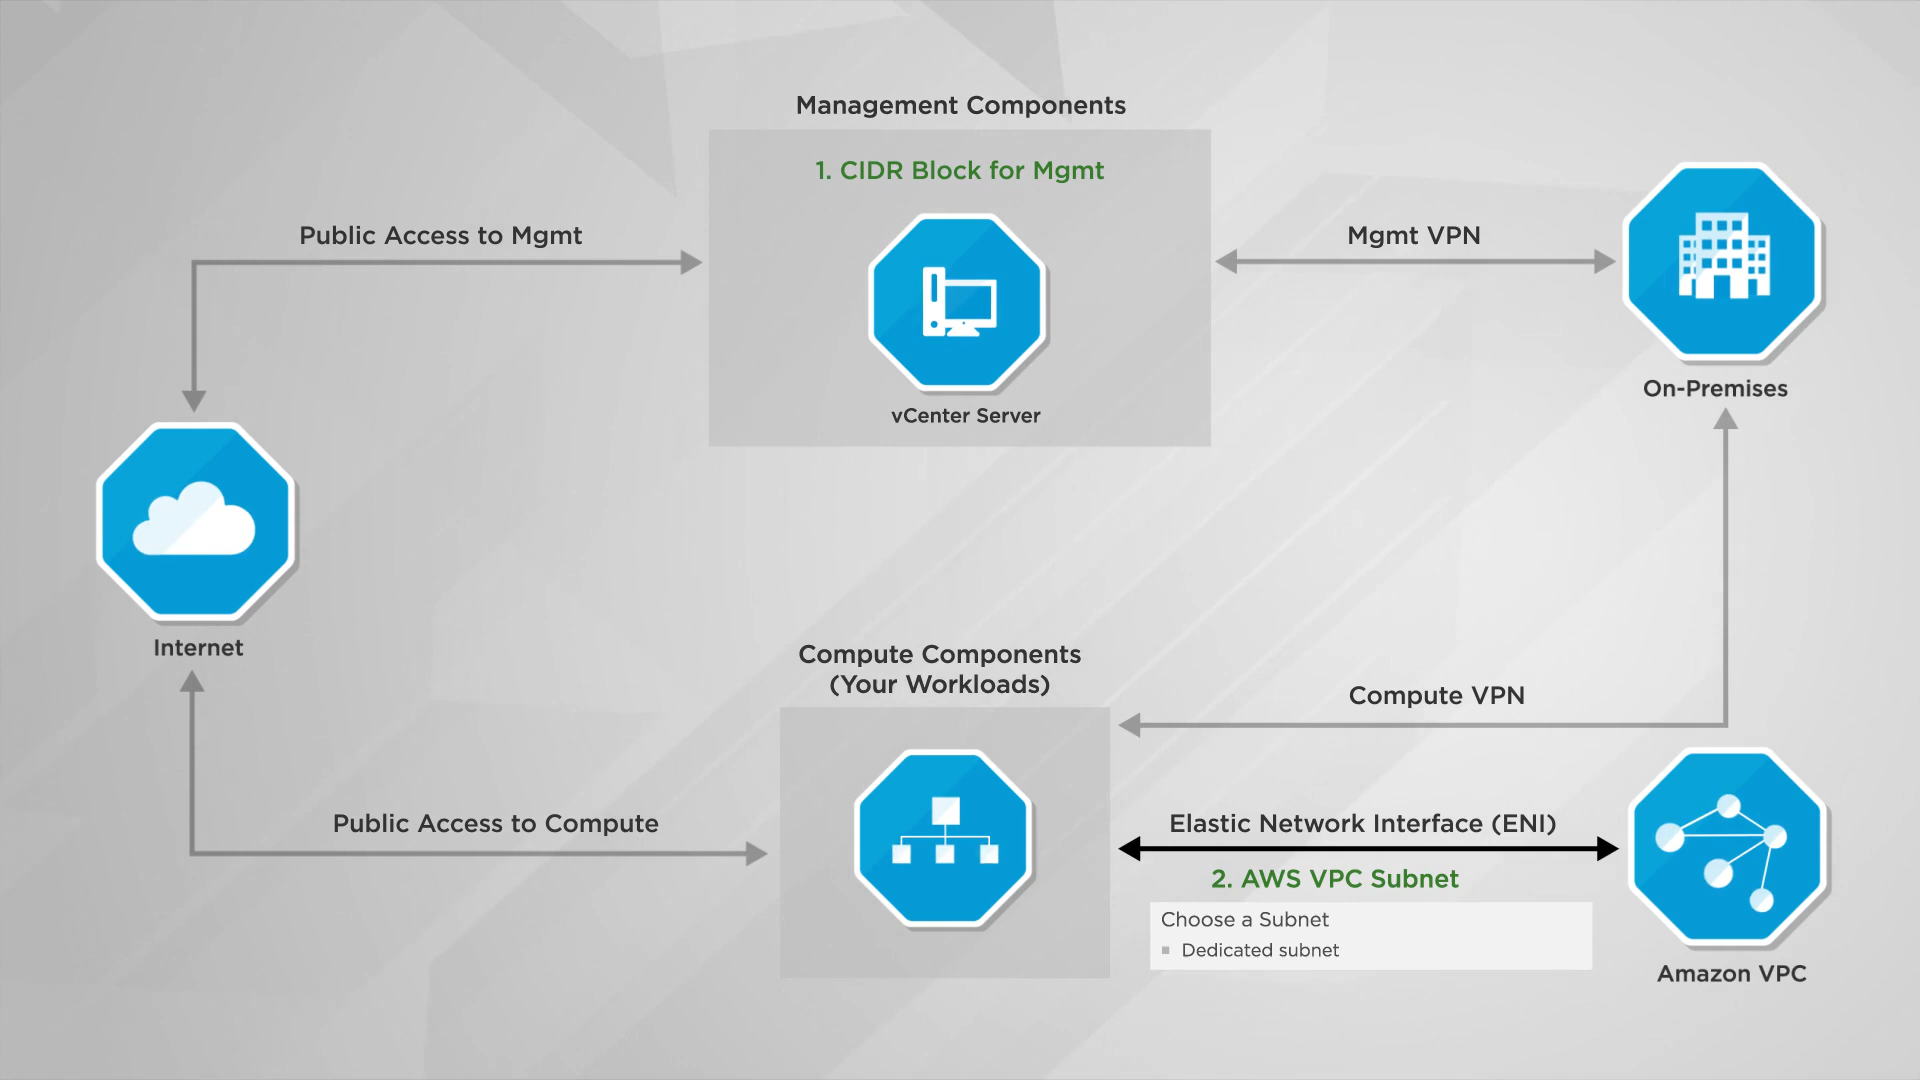 Management Components
1. CIDR Block for Mgmt
Public Access to Mgmt
Mgmt VPN
On-Premises
vCenter Server
Internet
Compute Components
(Your Workloads)
Compute VPN
Public Access to Compute
Elastic Network Interface (ENI)
2. AWS VPC Subnet
Choose a Subnet
Dedicated subnet
Amazon VPC